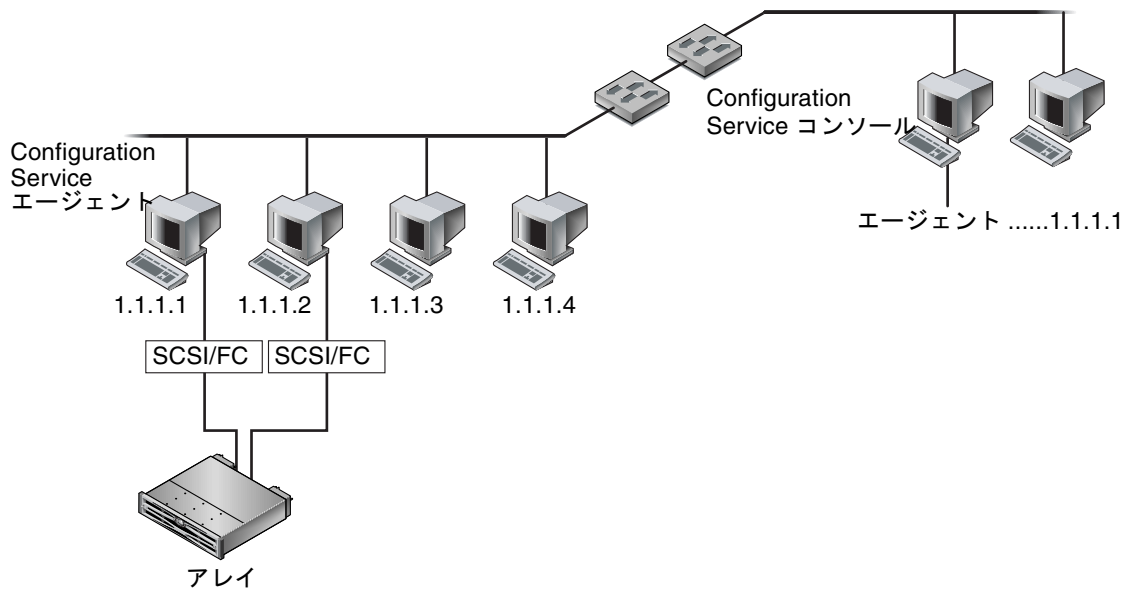 Configuration
Service コンソール
Configuration
Service
エージェント
エージェント ......1.1.1.1
1.1.1.1
1.1.1.2
1.1.1.3
1.1.1.4
SCSI/FC
SCSI/FC
アレイ